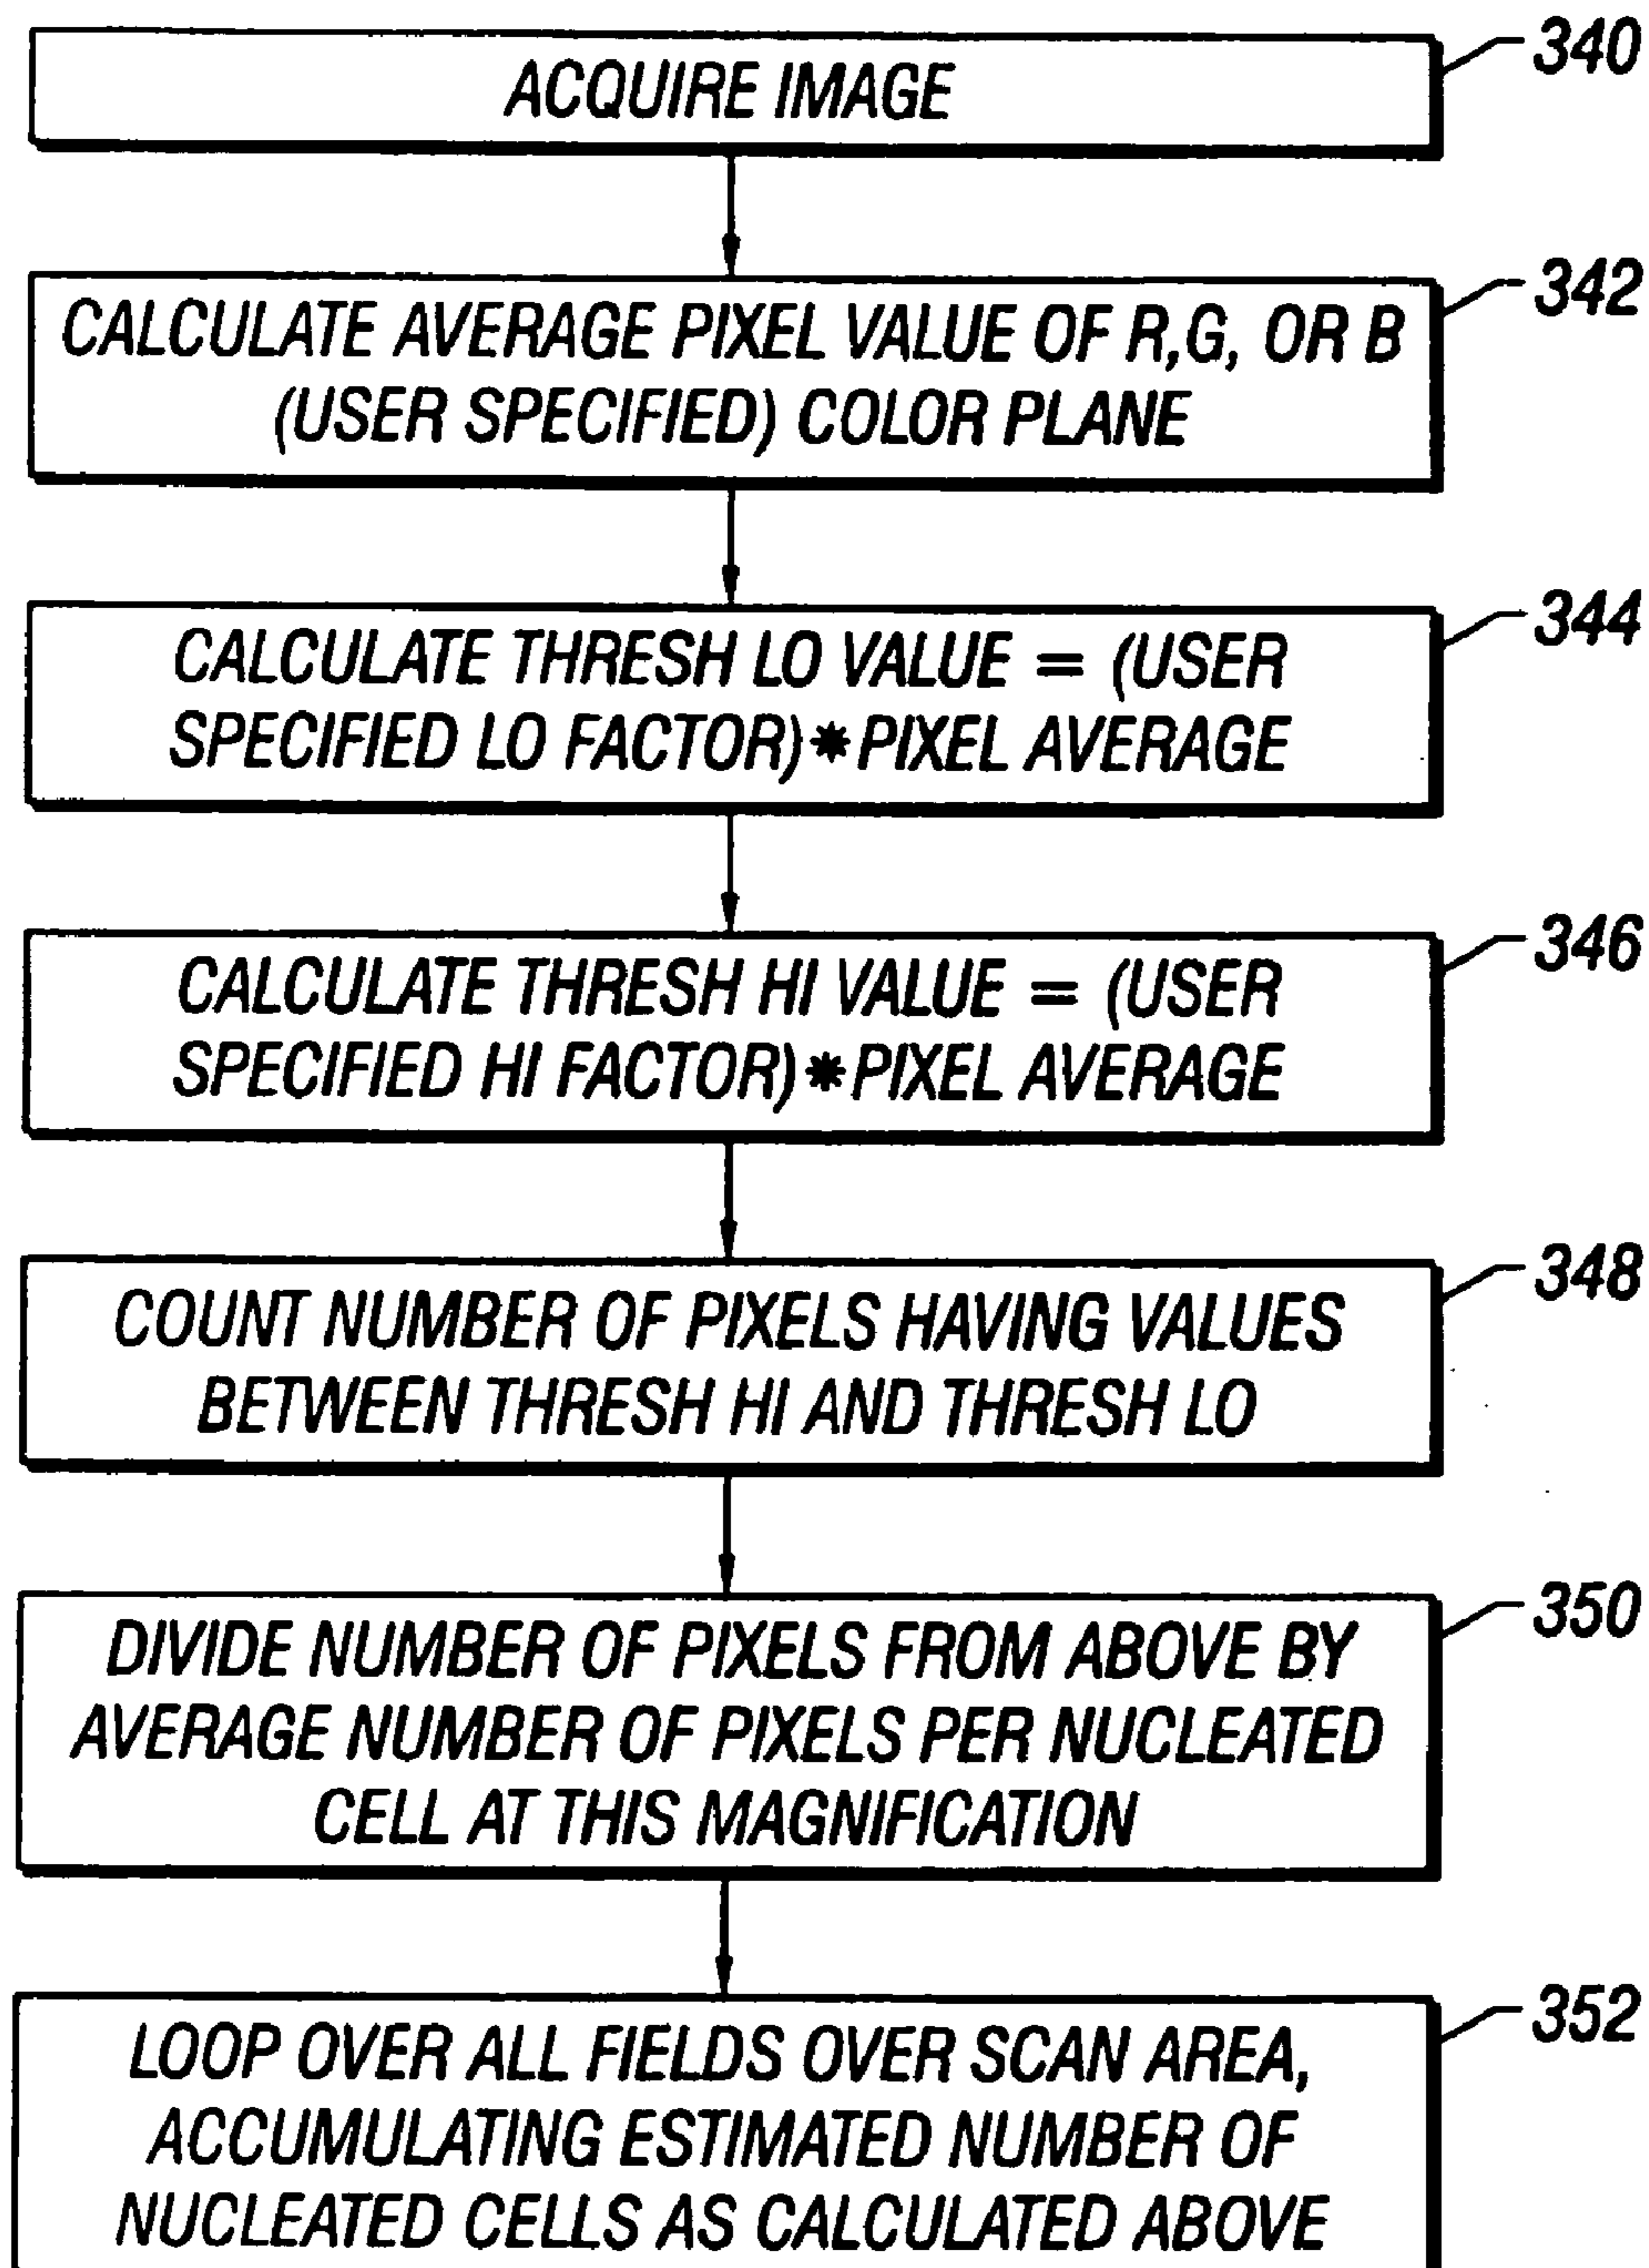 340
ACQUIRE IMAGE
342
CALCULATE AVERAGE PIXEL VALUE OF R,G, OR B
(USER SPECIFIED) COLOR PLANE
344
CALCULATE THRESH LO VALUE = (USER
SPECIFIED LO FACTOR)*PIXEL AVERAGE
346
CALCULATE THRESH HI VALUE = (USER
SPECIFIED HI FACTOR)*PIXEL AVERAGE
348
COUNT NUMBER OF PIXELS HAVING VALUES
BETWEEN THRESH HI AND THRESH LO
350
DIVIDE NUMBER OF PIXELS FROM ABOVE BY
AVERAGE NUMBER OF PIXELS PER NUCLEATED
CELL AT THIS MAGNIFICATION
352
LOOP OVER ALL FIELDS OVER SCAN AREA,
ACCUMULATING ESTIMATED NUMBER OF
NUCLEATED CELLS AS CALCULATED ABOVE